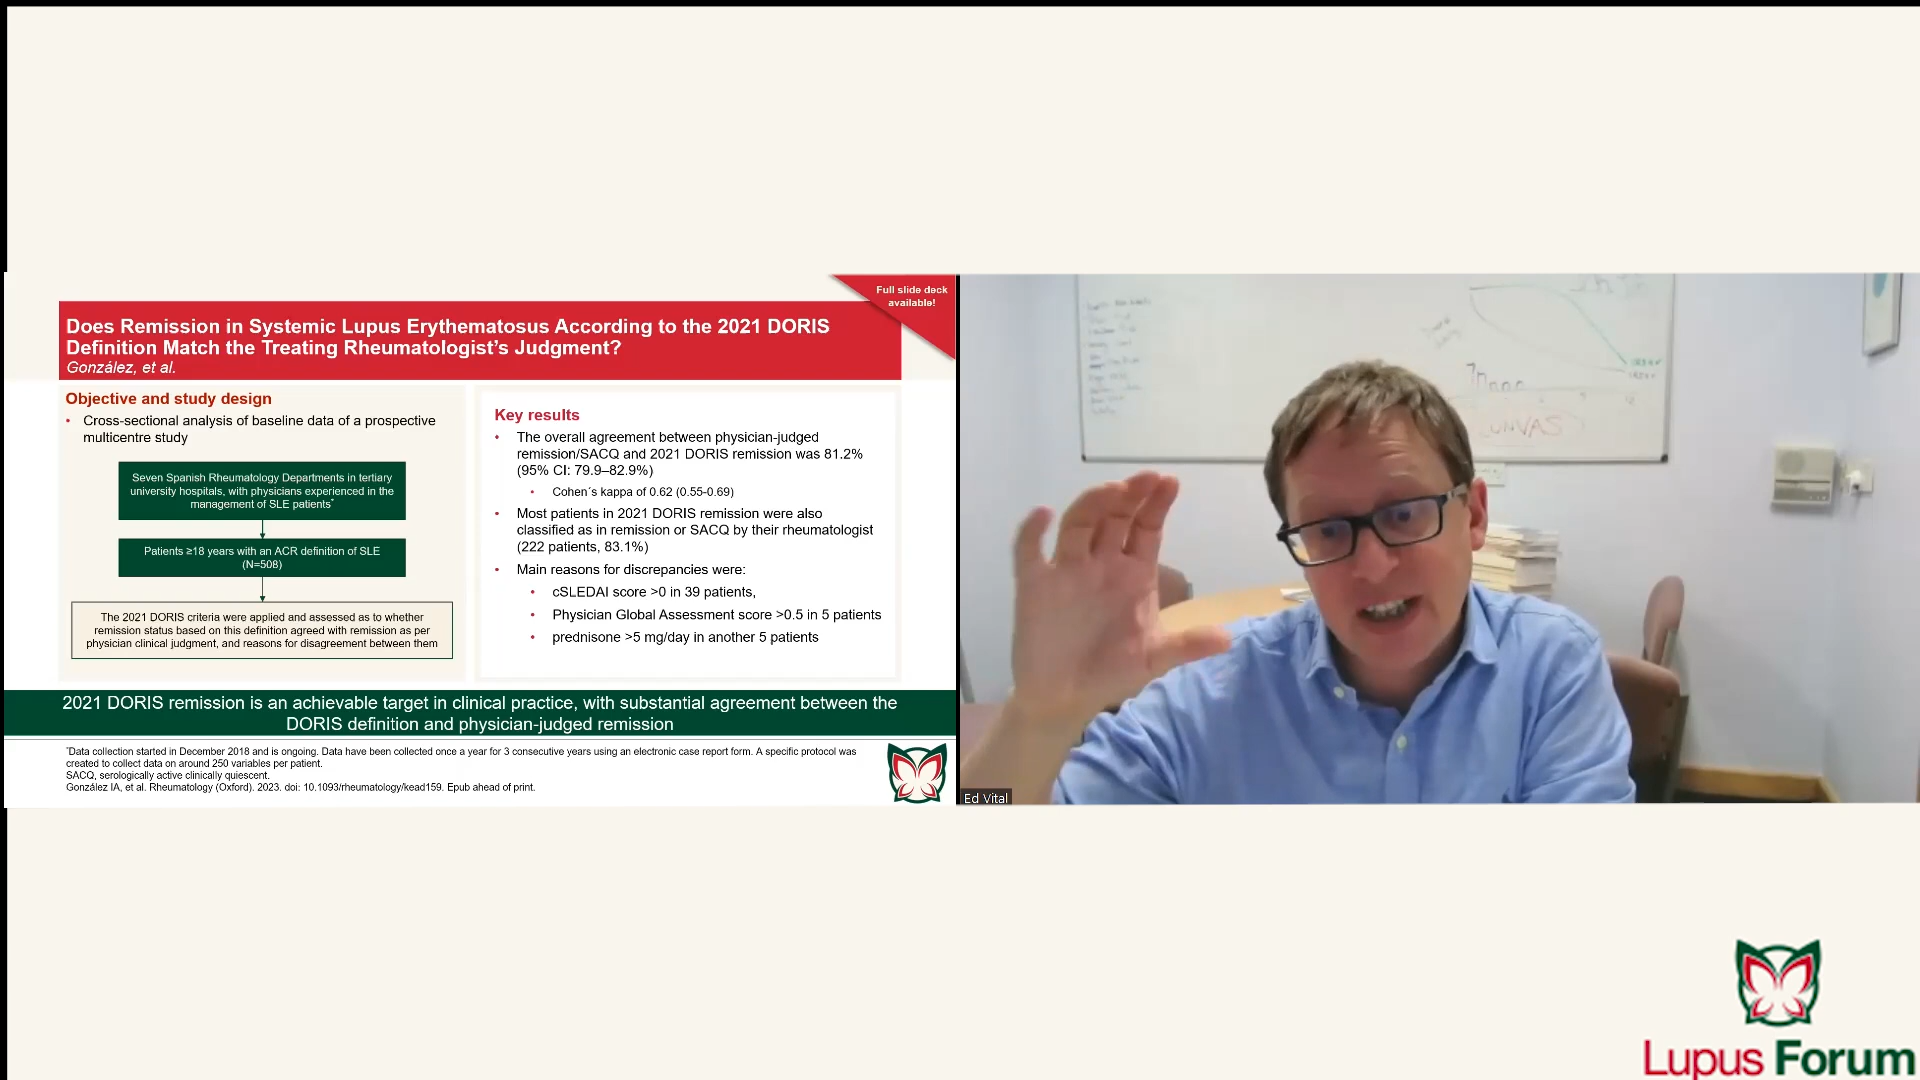 Full slide deck
available!
Does Remission in Systemic Lupus Erythematosus According to the 2021 DORIS
Definition Match the Treating Rheumatologist’s Judgment?
González, et al.
Objective and study design
• Cross-sectional analysis of baseline data of a prospective
multicentre study
Seven Spanish Rheumatology Departments in tertiary
university hospitals, with physicians experienced in the
management of SLE patients*
Patients ≥18 years with an ACR definition of SLE
(N=508)
The 2021 DORIS criteria were applied and assessed as to whether
remission status based on this definition agreed with remission as per
physician clinical judgment, and reasons for disagreement between them
Key results
• The overall agreement between physician-judged
remission/SACQ and 2021 DORIS remission was 81.2%
(95% CI: 79.9–82.9%)
• Cohen´s kappa of 0.62 (0.55-0.69)
• Most patients in 2021 DORIS remission were also
classified as in remission or SACQ by their rheumatologist
(222 patients, 83.1%)
• Main reasons for discrepancies were:
• cSLEDAI score >0 in 39 patients,
• Physician Global Assessment score >0.5 in 5 patients
• prednisone >5 mg/day in another 5 patients
2021 DORIS remission is an achievable target in clinical practice, with substantial agreement between the
DORIS definition and physician-judged remission
*Data collection started in December 2018 and is ongoing. Data have been collected once a year for 3 consecutive years using an electronic case report form. A specific protocol was
created to collect data on around 250 variables per patient.
SACQ, serologically active clinically quiescent.
González IA, et al. Rheumatology (Oxford). 2023. doi: 10.1093/rheumatology/kead159. Epub ahead of print.
Ed Vital
Lupus Forum